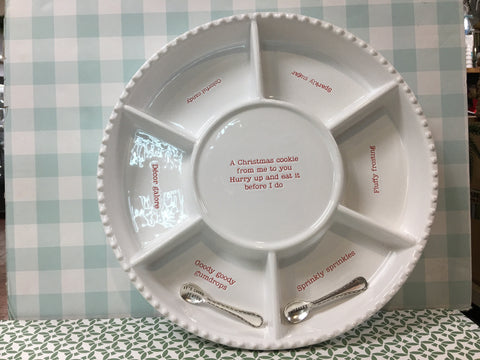 Colorful candy
Sparkly sugar
Decor galore
A Christmas cookie
from me to you
Hurry up and eat it
before I do
Fluffy frosting
Goody goody
gumdrops
Sprinkly sprinkles